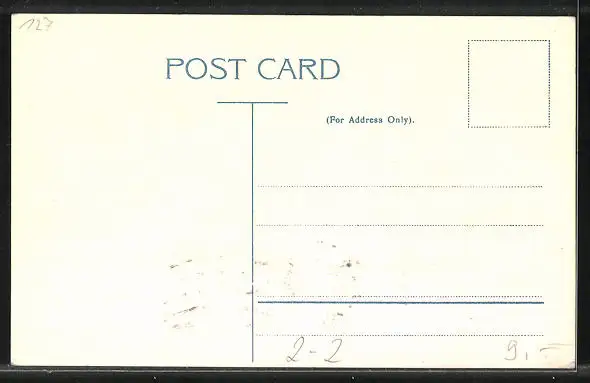 127
POST CARD
(For Address Only).
2-2
9,-